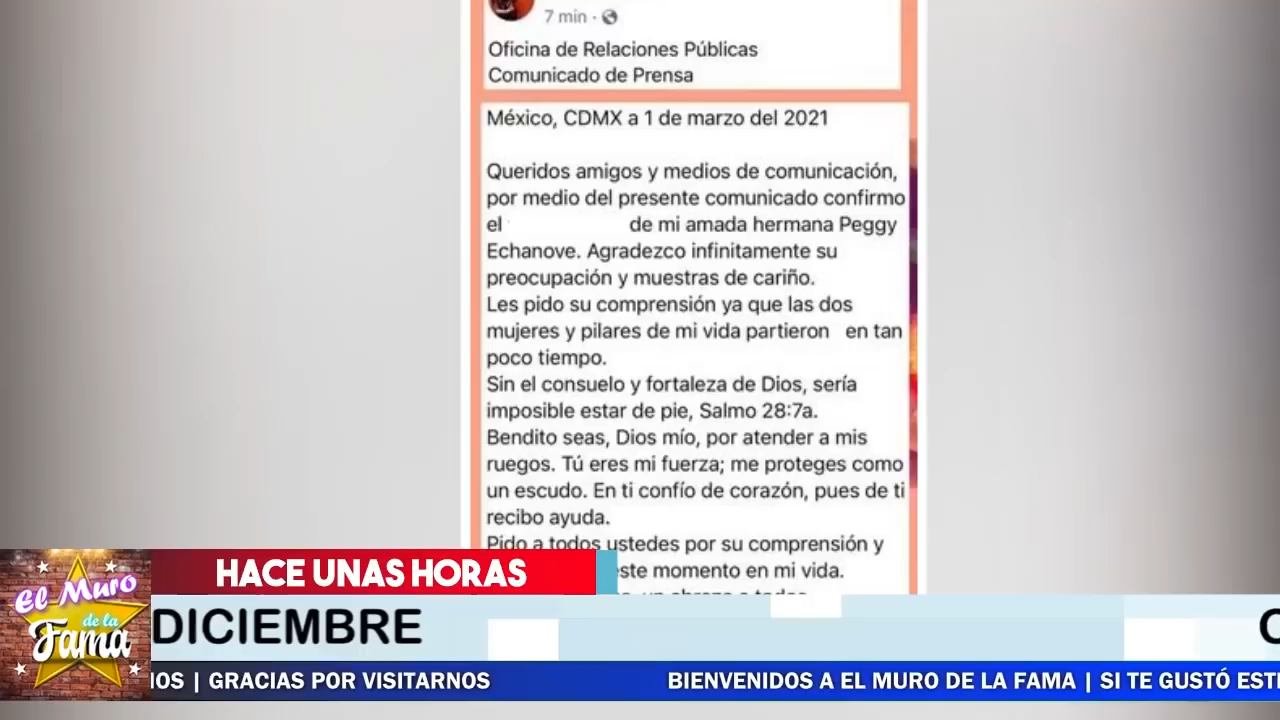 7 min ·
Oficina de Relaciones Públicas
Comunicado de Prensa
México, CDMX a 1 de marzo del 2021
Queridos amigos y medios de comunicación,
por medio del presente comunicado confirmo
el de mi amada hermana Peggy
Echanove. Agradezco infinitamente su
preocupación y muestras de cariño.
Les pido su comprensión ya que las dos
mujeres y pilares de mi vida partieron en tan
poco tiempo.
Sin el consuelo y fortaleza de Dios, sería
imposible estar de pie, Salmo 28:7a.
Bendito seas, Dios mío, por atender a mis
ruegos. Tú eres mi fuerza; me proteges como
un escudo. En ti confío de corazón, pues de ti
recibo ayuda.
Pido a todos ustedes por su comprensión y
este momento en mi vida.
HACE UNAS HORAS
El Muro
de la
Fama
DICIEMBRE
IOS | GRACIAS POR VISITARNOS
BIENVENIDOS A EL MURO DE LA FAMA | SI TE GUSTÓ EST